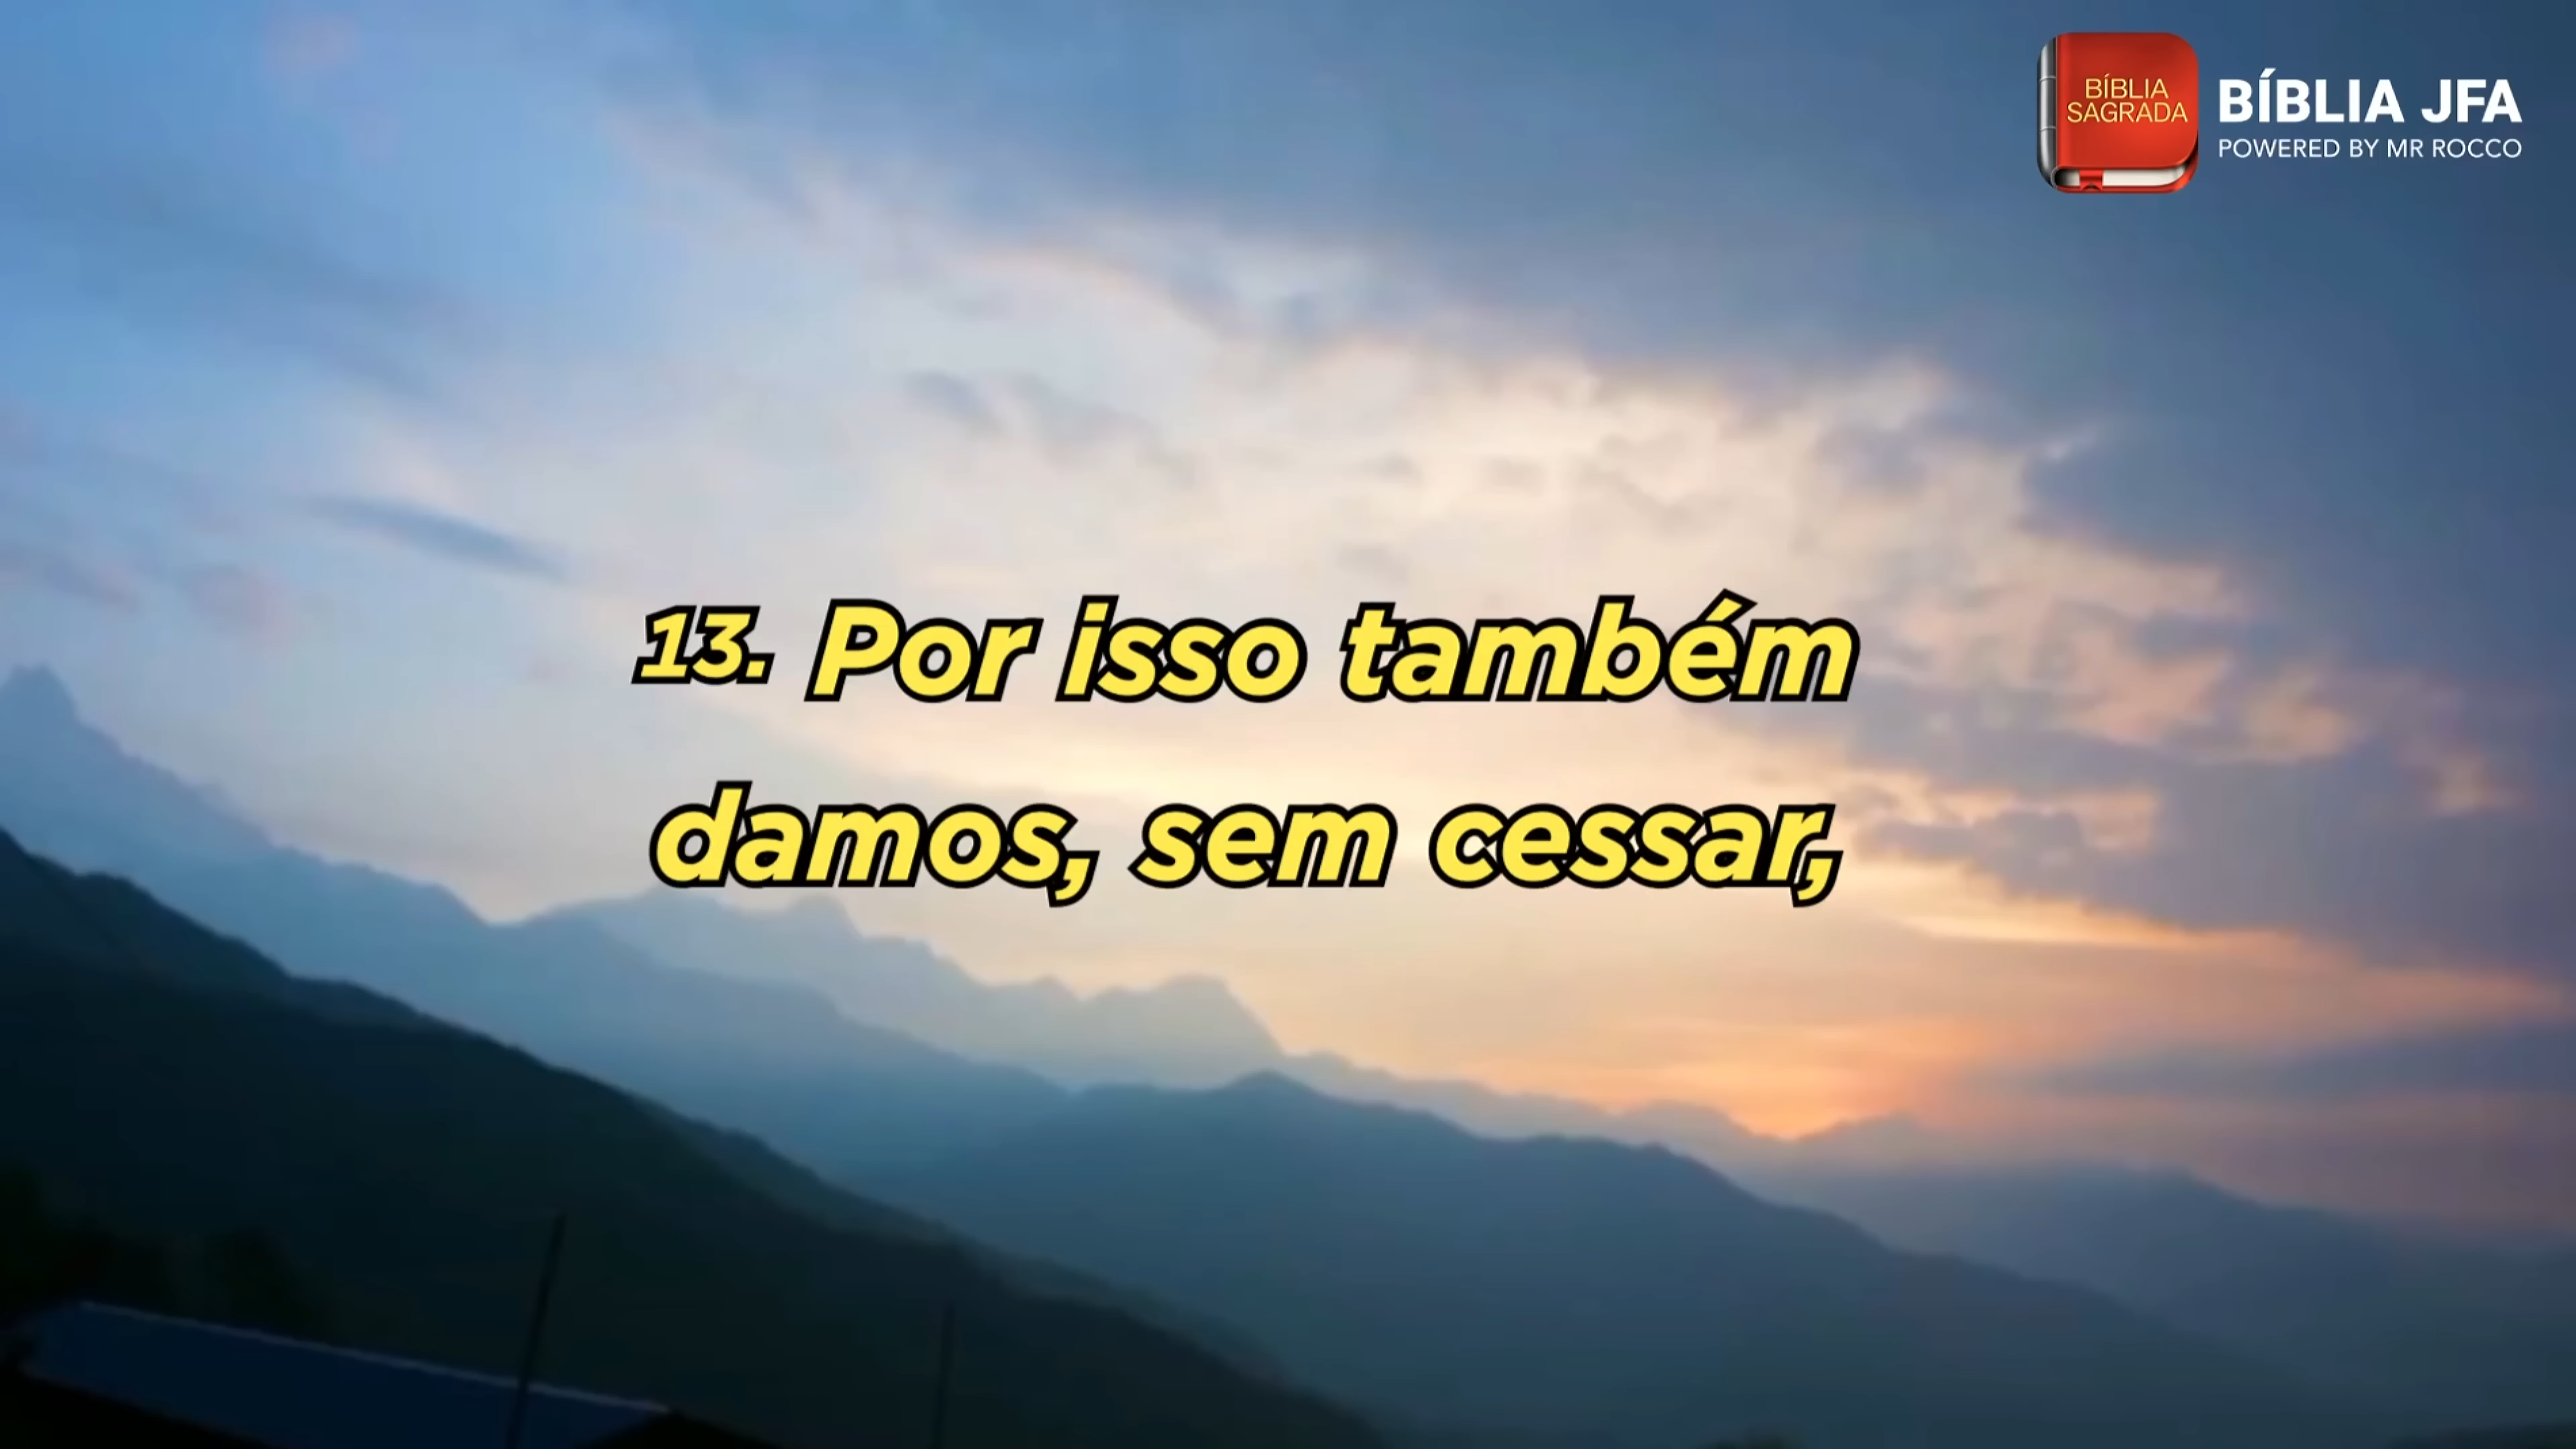 BÍBLIA
SAGRADA
BÍBLIA JFA
POWERED BY MR ROCCO
13. Por isso também
damos, sem cessar,